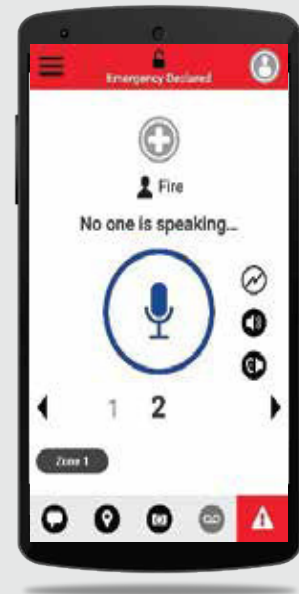 Emergency Declared
Fire
No one is speaking...
1 2
Zone 1